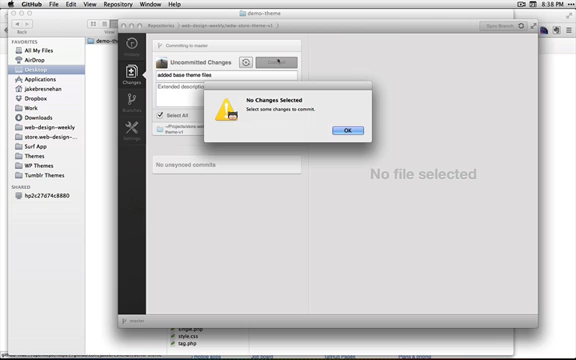 GitHub File Edit View Repository Window Help
8:38 PM
demo-theme
Back
View
Repositories
Sync Branch
FAVORITES
All My Files
AirDrop
Desktop
Applications
jakebresnehan
Dropbox
Work
Downloads
web-design-weekly
store.web-design-...
Surf App
Themes
WP Themes
Tumblr Themes
SHARED
hp2c27d74c8880
Changes
Branches
Settings
Committing to master
Uncommitted Changes
added base theme files
Extended description
Select All
No unsynced commits
No Changes Selected
Select some changes to commit.
OK
No file selected
master
single.php
style.css
tag.php